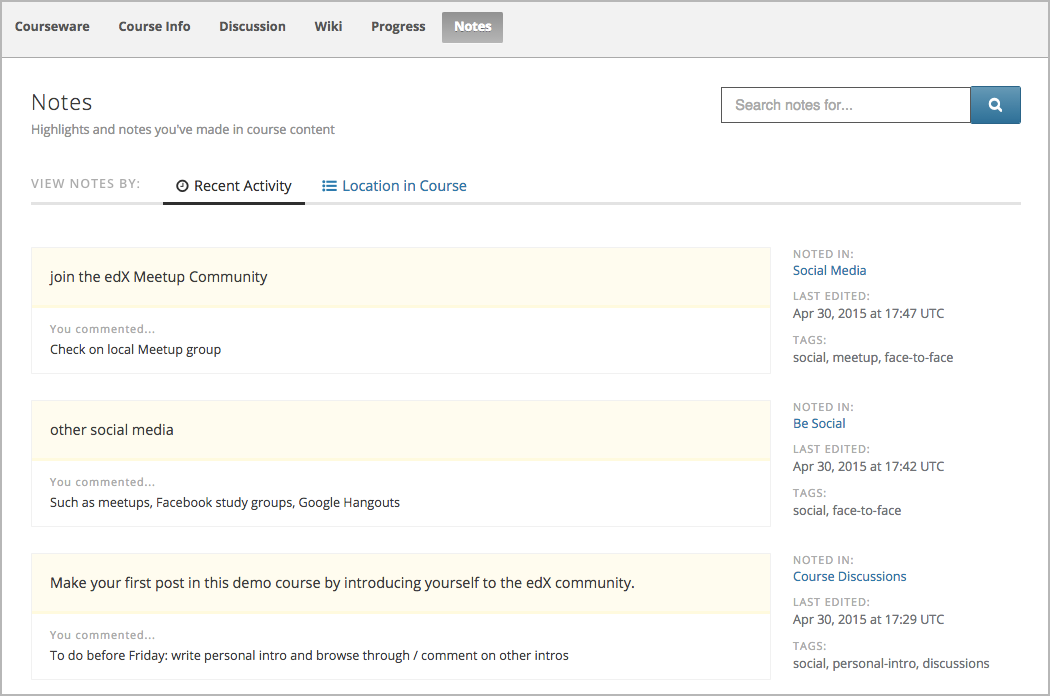 Courseware Course Info Discussion Wiki Progress Notes
Notes
Search notes for...
Highlights and notes you've made in course content
VIEW NOTES BY: Recent Activity Location in Course
join the edX Meetup Community
You commented...
Check on local Meetup group
NOTED IN:
Social Media
LAST EDITED:
Apr 30, 2015 at 17:47 UTC
TAGS:
social, meetup, face-to-face
other social media
You commented...
Such as meetups, Facebook study groups, Google Hangouts
NOTED IN:
Be Social
LAST EDITED:
Apr 30, 2015 at 17:42 UTC
TAGS:
social, face-to-face
Make your first post in this demo course by introducing yourself to the edX community.
You commented...
To do before Friday: write personal intro and browse through / comment on other intros
NOTED IN:
Course Discussions
LAST EDITED:
Apr 30, 2015 at 17:29 UTC
TAGS:
social, personal-intro, discussions